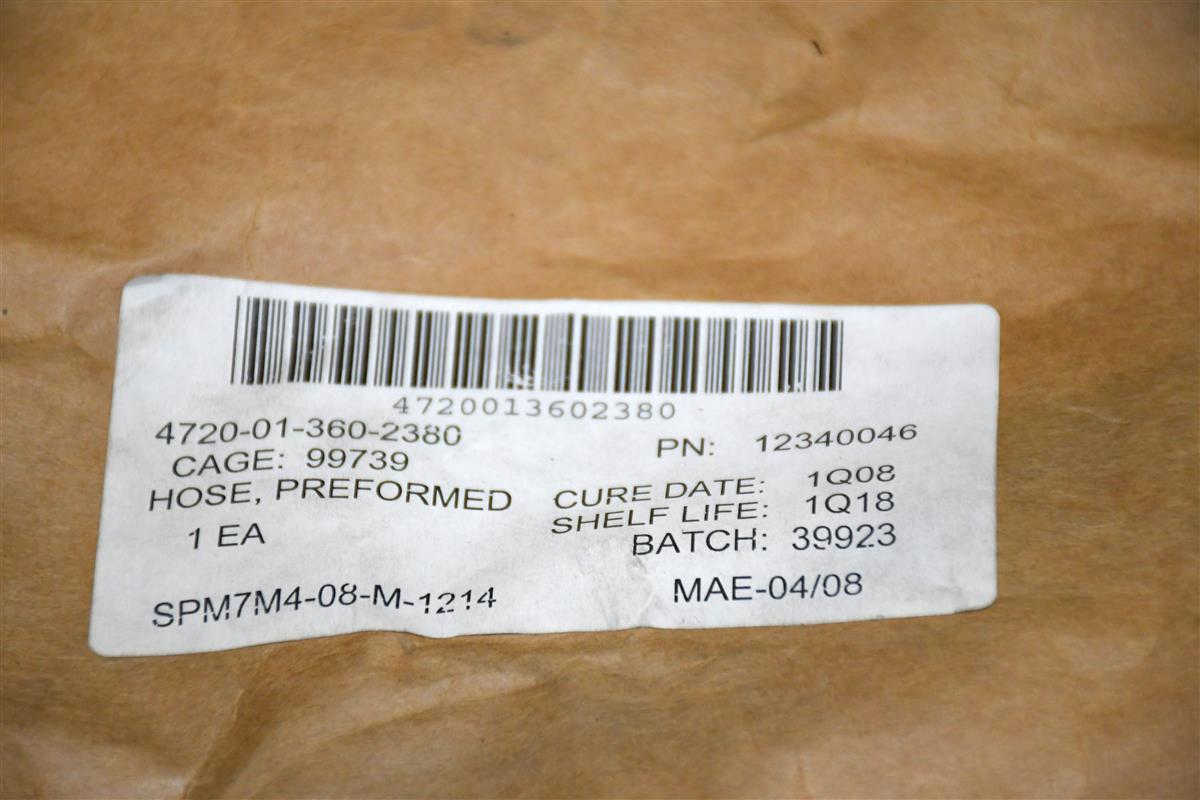 4720013602380
4720-01-360-2380
PN: 12340046
CAGE: 99739
HOSE, PREFORMED
CURE DATE: 1Q08
SHELF LIFE: 1Q18
1 EA
BATCH: 39923
SPM7M4-08-M-1214
MAE-04/08